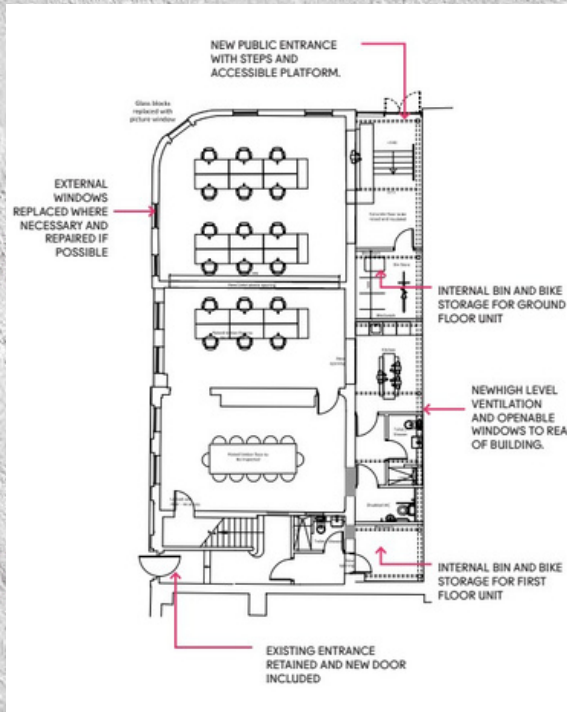 NEW PUBLIC ENTRANCE
WITH STEPS AND
ACCESSIBLE PLATFORM.
Glass blocks
replaced with
picture window
EXTERNAL
WINDOWS
REPLACED WHERE
NECESSARY AND
REPAIRED IF
POSSIBLE
INTERNAL BIN AND BIKE
STORAGE FOR GROUND
FLOOR UNIT
NEWHIGH LEVEL
VENTILATION
AND OPENABLE
WINDOWS TO REA
OF BUILDING.
INTERNAL BIN AND BIKE
STORAGE FOR FIRST
FLOOR UNIT
EXISTING ENTRANCE
RETAINED AND NEW DOOR
INCLUDED